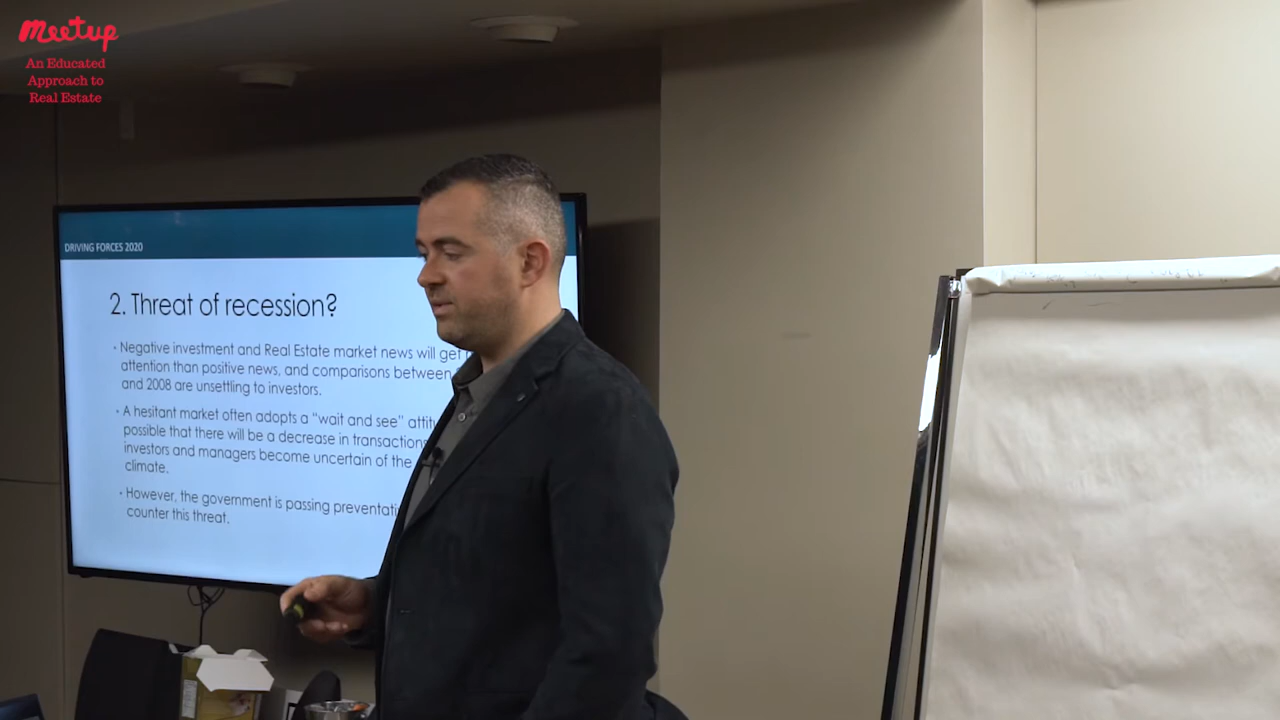 Meetup
An Educated
Approach to
Real Estate
DRIVING FORCES 2020
2. Threat of recession?
· Negative investment and Real Estate market news will get
attention than positive news, and comparisons between
and 2008 are unsettling to investors.
· A hesitant market often adopts a “wait and see”
possible that there will be a decrease in transactions
investors and managers become uncertain of the
climate.
· However, the government is passing
counter this threat.